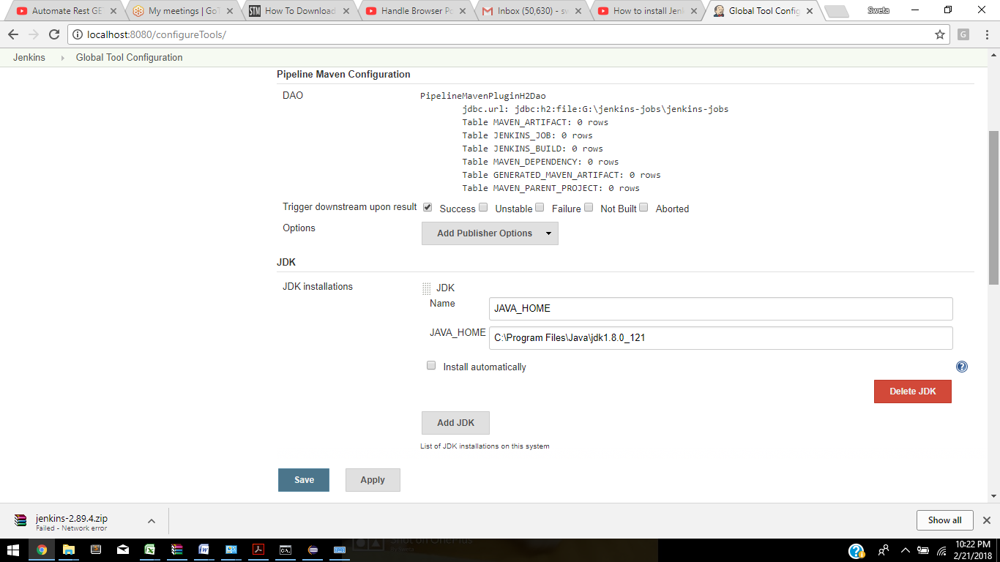 Automate Rest GE
My meetings | GoT
STM How To Download
Handle Browser Po
Inbox (50,630) - sw
How to install Jen
Global Tool Config
Sweta
localhost:8080/configureTools/
G
Jenkins
Global Tool Configuration
Pipeline Maven Configuration
DAO
PipelineMavenPluginH2Dao
jdbc.url: jdbc:h2:file:G:\jenkins-jobs\jenkins-jobs
Table MAVEN_ARTIFACT: 0 rows
Table JENKINS_JOB: 0 rows
Table JENKINS_BUILD: 0 rows
Table MAVEN_DEPENDENCY: 0 rows
Table GENERATED_MAVEN_ARTIFACT: 0 rows
Table MAVEN_PARENT_PROJECT: 0 rows
Trigger downstream upon result Success Unstable Failure Not Built Aborted
Options
Add Publisher Options
JDK
JDK installations
JDK
Name
JAVA_HOME
JAVA_HOME
C:\Program Files\Java\jdk1.8.0_121
Install automatically
?
Delete JDK
Add JDK
List of JDK installations on this system
Save
Apply
jenkins-2.89.4.zip
Failed - Network error
Show all
Shot on OnePlus
10:22 PM
2/21/2018